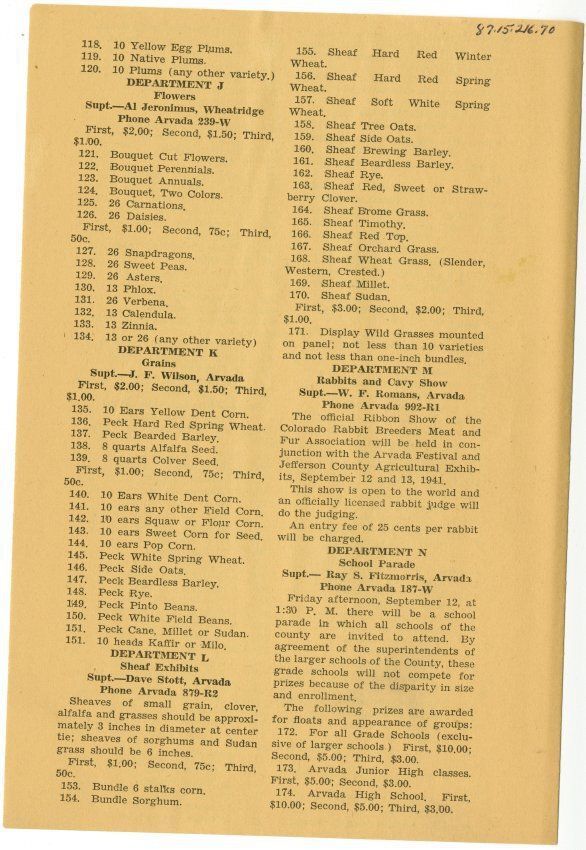 87.15.216.70
118. 10 Yellow Egg Plums.
119. 10 Native Plums.
120. 10 Plums (any other variety.)
DEPARTMENT J
Flowers
Supt.—Al Jeronimus, Wheatridge
Phone Arvada 239-W
First, $2.00; Second, $1.50; Third,
$1.00.
121. Bouquet Cut Flowers.
122. Bouquet Perennials.
123. Bouquet Annuals.
124. Bouquet, Two Colors.
125. 26 Carnations.
126. 26 Daisies.
First, $1.00; Second, 75c; Third,
50c.
127. 26 Snapdragons.
128. 26 Sweet Peas.
129. 26 Asters.
130. 13 Phlox.
131. 26 Verbena.
132. 13 Calendula.
133. 13 Zinnia.
134. 13 or 26 (any other variety)
DEPARTMENT K
Grains
Supt.—J. F. Wilson, Arvada
First, $2.00; Second, $1.50; Third,
$1.00.
135. 10 Ears Yellow Dent Corn.
136. Peck Hard Red Spring Wheat.
137. Peck Bearded Barley.
138. 8 quarts Alfalfa Seed.
139. 8 quarts Colver Seed.
First, $1.00; Second, 75c; Third,
50c.
140. 10 Ears White Dent Corn.
141. 10 ears any other Field Corn.
142. 10 ears Squaw or Flour Corn.
143. 10 ears Sweet Corn for Seed.
144. 10 ears Pop Corn.
145. Peck White Spring Wheat.
146. Peck Side Oats.
147. Peck Beardless Barley.
148. Peck Rye.
149. Peck Pinto Beans.
150. Peck White Field Beans.
151. Peck Cane, Millet or Sudan.
151. 10 heads Kaffir or Milo.
DEPARTMENT L
Sheaf Exhibits
Supt.—Dave Stott, Arvada
Phone Arvada 879-R2
Sheaves of small grain, clover,
alfalfa and grasses should be approxi-
mately 3 inches in diameter at center
tie; sheaves of sorghums and Sudan
grass should be 6 inches.
First, $1.00; Second, 75c; Third,
50c.
153. Bundle 6 stalks corn.
154. Bundle Sorghum.
155. Sheaf Hard Red Winter
Wheat.
156. Sheaf Hard Red Spring
Wheat.
157. Sheaf Soft White Spring
Wheat.
158. Sheaf Tree Oats.
159. Sheaf Side Oats.
160. Sheaf Brewing Barley.
161. Sheaf Beardless Barley.
162. Sheaf Rye.
163. Sheaf Red, Sweet or Straw-
berry Clover.
164. Sheaf Brome Grass.
165. Sheaf Timothy.
166. Sheaf Red Top.
167. Sheaf Orchard Grass.
168. Sheaf Wheat Grass. (Slender,
Western, Crested.)
169. Sheaf Millet.
170. Sheaf Sudan.
First, $3.00; Second, $2.00; Third,
$1.00.
171. Display Wild Grasses mounted
on panel; not less than 10 varieties
and not less than one-inch bundles.
DEPARTMENT M
Rabbits and Cavy Show
Supt.—W. F. Romans, Arvada
Phone Arvada 992-R1
The official Ribbon Show of the
Colorado Rabbit Breeders Meat and
Fur Association will be held in con-
junction with the Arvada Festival and
Jefferson County Agricultural Exhib-
its, September 12 and 13, 1941.
This show is open to the world and
an officially licensed rabbit judge will
do the judging.
An entry fee of 25 cents per rabbit
will be charged.
DEPARTMENT N
School Parade
Supt.— Ray S. Fitzmorris, Arvada
Phone Arvada 187-W
Friday afternoon, September 12, at
1:30 P. M. there will be a school
parade in which all schools of the
county are invited to attend. By
agreement of the superintendents of
the larger schools of the County, these
grade schools will not compete for
prizes because of the disparity in size
and enrollment.
The following prizes are awarded
for floats and appearance of groups:
172. For all Grade Schools (exclu-
sive of larger schools ) First, $10.00;
Second, $5.00; Third, $3.00.
173. Arvada Junior High classes.
First, $5.00; Second, $3.00.
174. Arvada High School. First,
$10.00; Second, $5.00; Third, $3.00.